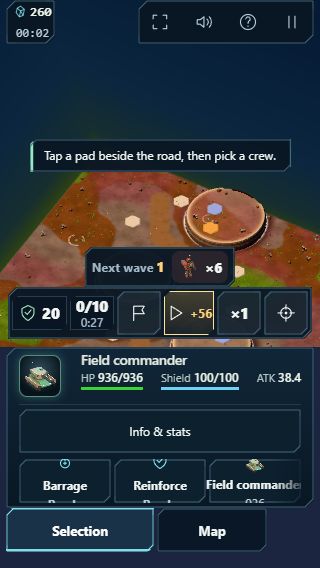 260
00:02
Tap a pad beside the road, then pick a crew.
Next wave 1 ×6
20
0/10
0:27
+56
×1
Field commander
HP 936/936 Shield 100/100 ATK 38.4
Info & stats
Barrage
Reinforce
Field commander
Selection
Map